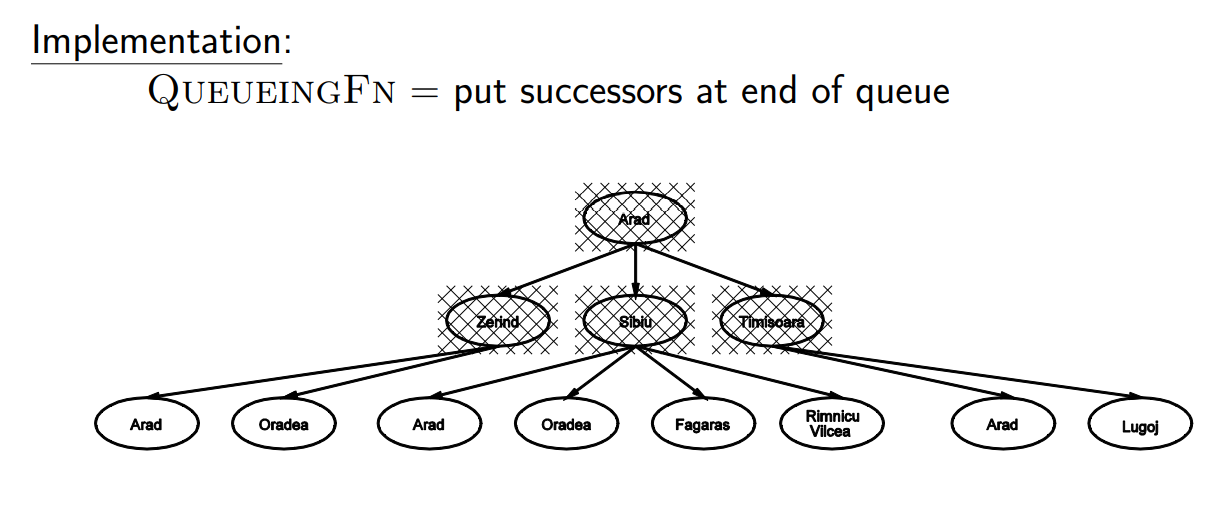 Implementation:
QUEUEINGFN = put successors at end of queue
Arad
Zerind Sibiu Timisoara
Arad Oradea Arad Oradea Fagaras Rimnicu Vilcea Arad Lugoj